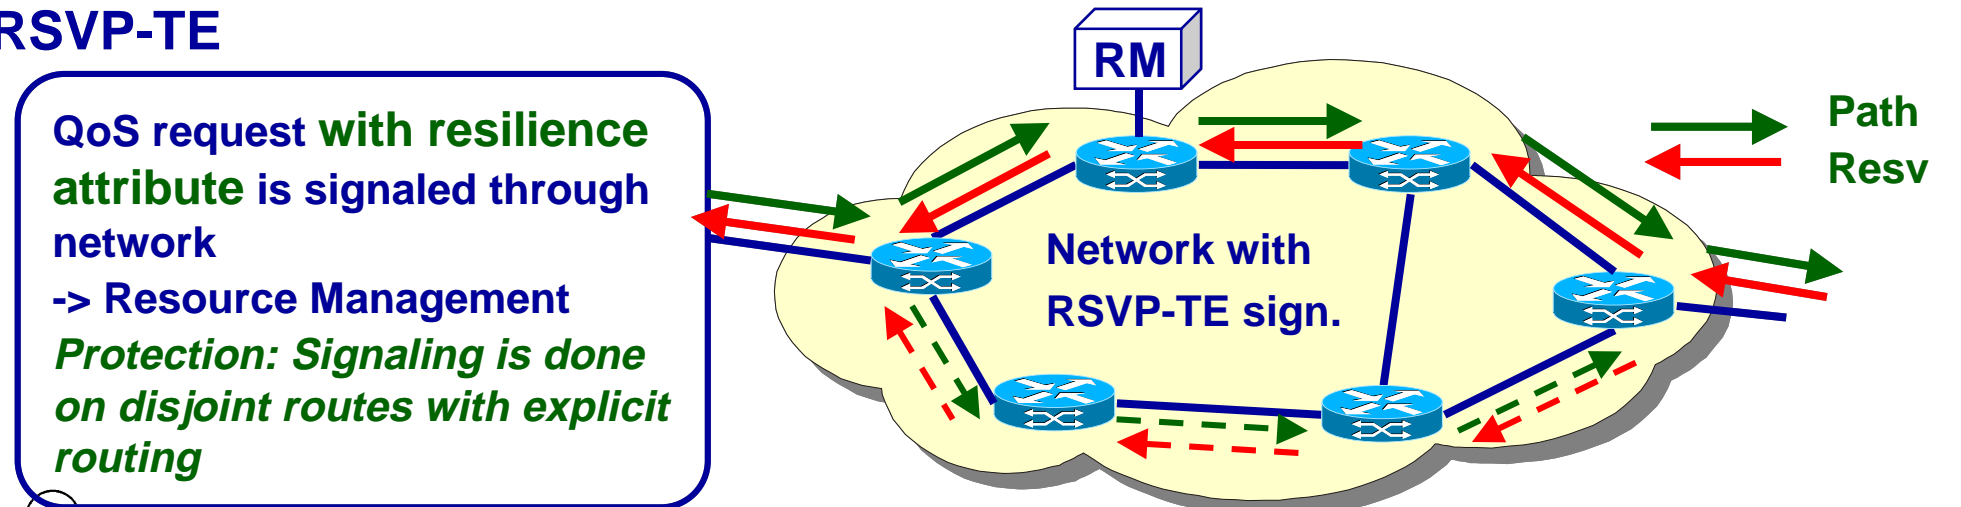 RSVP-TE
QoS request with resilience
attribute is signaled through
network
-> Resource Management
Protection: Signaling is done
on disjoint routes with explicit
routing
RM
Network with
RSVP-TE sign.
Path
Resv